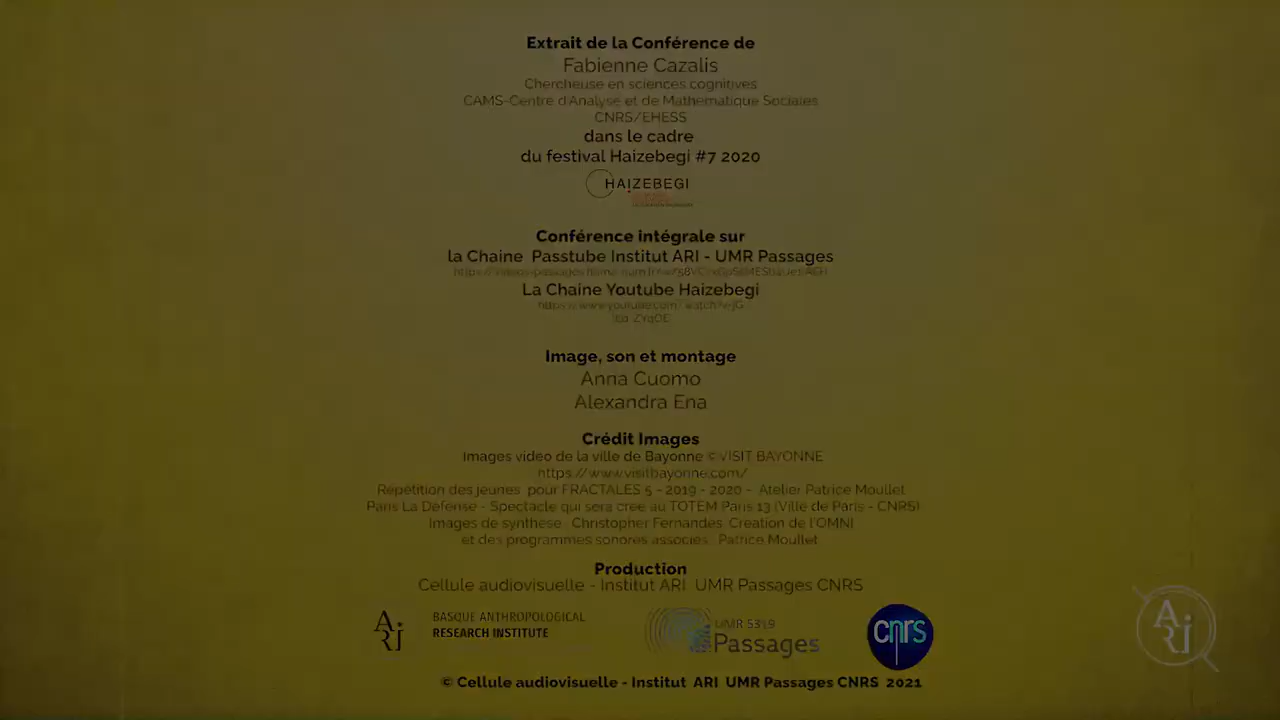 Extrait de la Conférence de
Fabienne Cazalis
Chercheuse en sciences cognitives
CAMS-Centre d'Analyse et de Mathématique Sociales
CNRS/EHESS
dans le cadre
du festival Haizebegi #7 2020
HAIZEBEGI
Conférence intégrale sur
la Chaine Passtube Institut ARI - UMR Passages
La Chaine Youtube Haizebegi
Image, son et montage
Anna Cuomo
Alexandra Ena
Crédit Images
Images video de la ville de Bayonne © VISIT BAYONNE
https://www.visitbayonne.com/
Répétition des jeunes pour FRACTALES 5 - 2019 - 2020 - Atelier Patrice Moullet
Paris La Défense - Spectacle qui sera créé au TOTEM Paris 13 (Ville de Paris - CNRS)
Images de synthèse : Christopher Fernandes. Création de l'OMNI
et des programmes sonores associés : Patrice Moullet
Production
Cellule audiovisuelle - Institut ARI UMR Passages CNRS
ARI
BASQUE ANTHROPOLOGICAL
RESEARCH INSTITUTE
UMR 5319
Passages
cnrs
ARI
© Cellule audiovisuelle - Institut ARI UMR Passages CNRS 2021